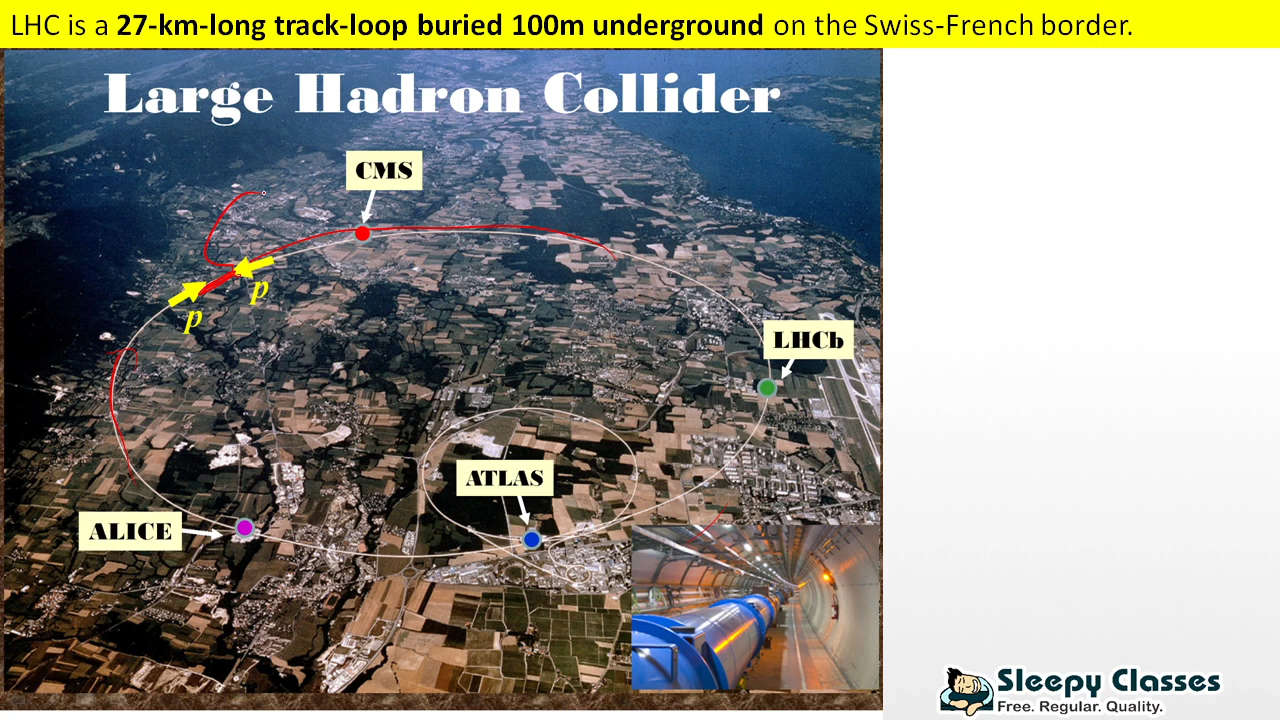 LHC is a 27-km-long track-loop buried 100m underground on the Swiss-French border.
Large Hadron Collider
CMS
p
p
LHCb
ATLAS
ALICE
Sleepy Classes
Free. Regular. Quality.